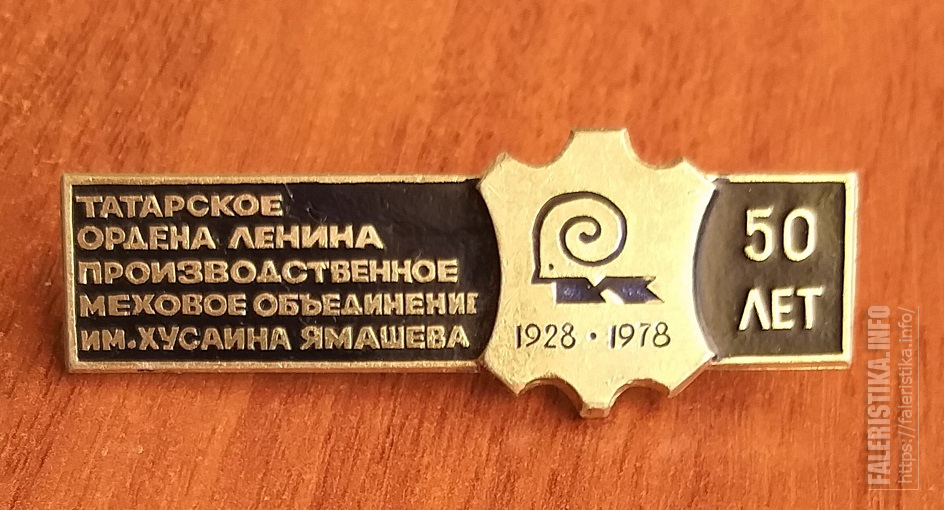 ТАТАРСКОЕ
ОРДЕНА ЛЕНИНА
ПРОИЗВОДСТВЕННОЕ
МЕХОВОЕ ОБЪЕДИНЕНИЕ
ИМ. ХУСАИНА ЯМАШЕВА
1928 • 1978
50
ЛЕТ
FALERISTIKA.INFO
https://faleristika.info/